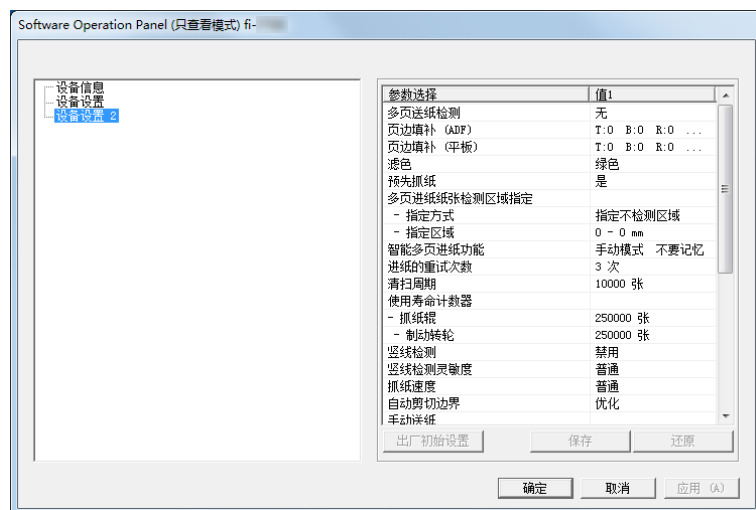 Software Operation Panel (只查看模式) fi-
设备信息
设备设置
设备设置 2
参数选择 值1
多页送纸检测 无
页边填补 (ADF) T:0 B:0 R:0 ...
页边填补 (平板) T:0 B:0 R:0 ...
滤色 绿色
预先抓纸 是
多页进纸纸张检测区域指定
- 指定方式 指定不检测区域
- 指定区域 0 - 0 mm
智能多页进纸功能 手动模式 不要记忆
进纸的重试次数 3 次
清扫周期 10000 张
使用寿命计数器
- 抓纸辊 250000 张
- 制动转轮 250000 张
竖线检测 禁用
竖线检测灵敏度 普通
抓纸速度 普通
自动剪切边界 优化
手动送纸
出厂初始设置 保存 还原
确定 取消 应用 (A)